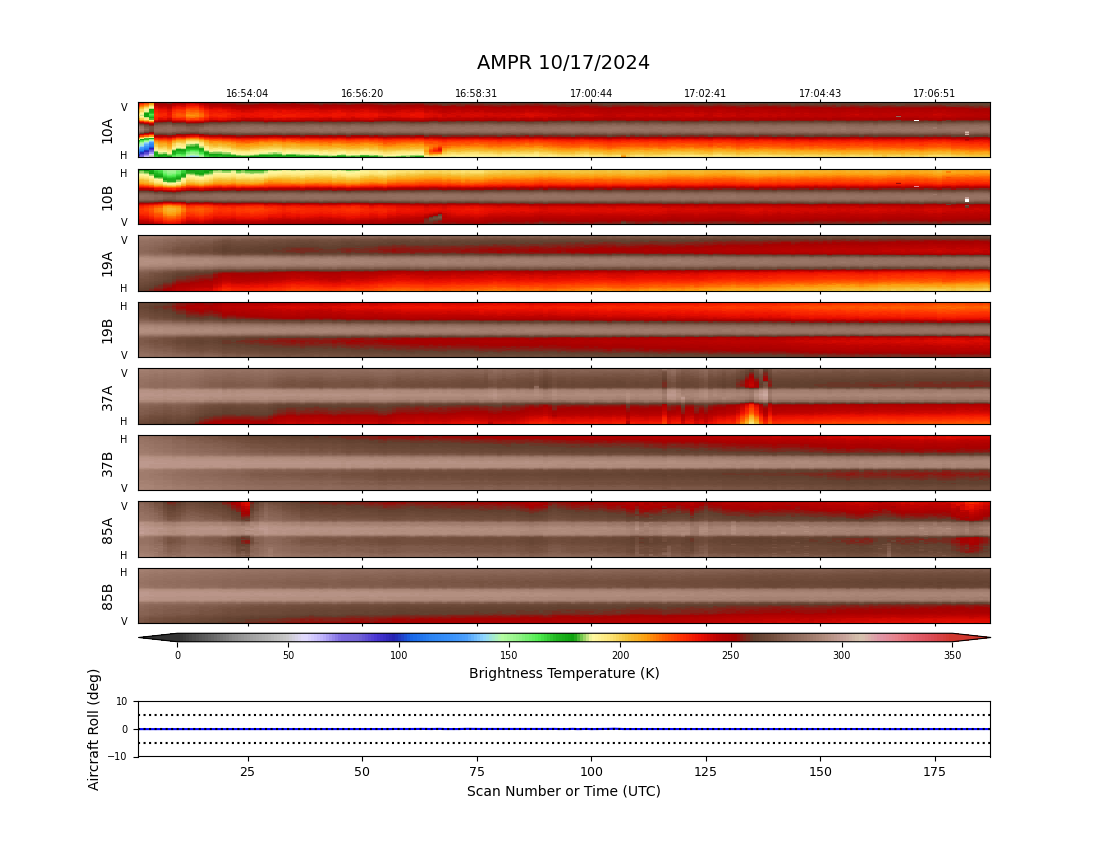 AMPR 10/17/2024
16:54:04 16:56:20 16:58:31 17:00:44 17:02:41 17:04:43 17:06:51
V
10A
H
H
10B
V
V
19A
H
H
19B
V
V
37A
H
H
37B
V
V
85A
H
H
85B
V
0 50 100 150 200 250 300 350
Brightness Temperature (K)
Aircraft Roll (deg)
10
0
−10
25 50 75 100 125 150 175
Scan Number or Time (UTC)